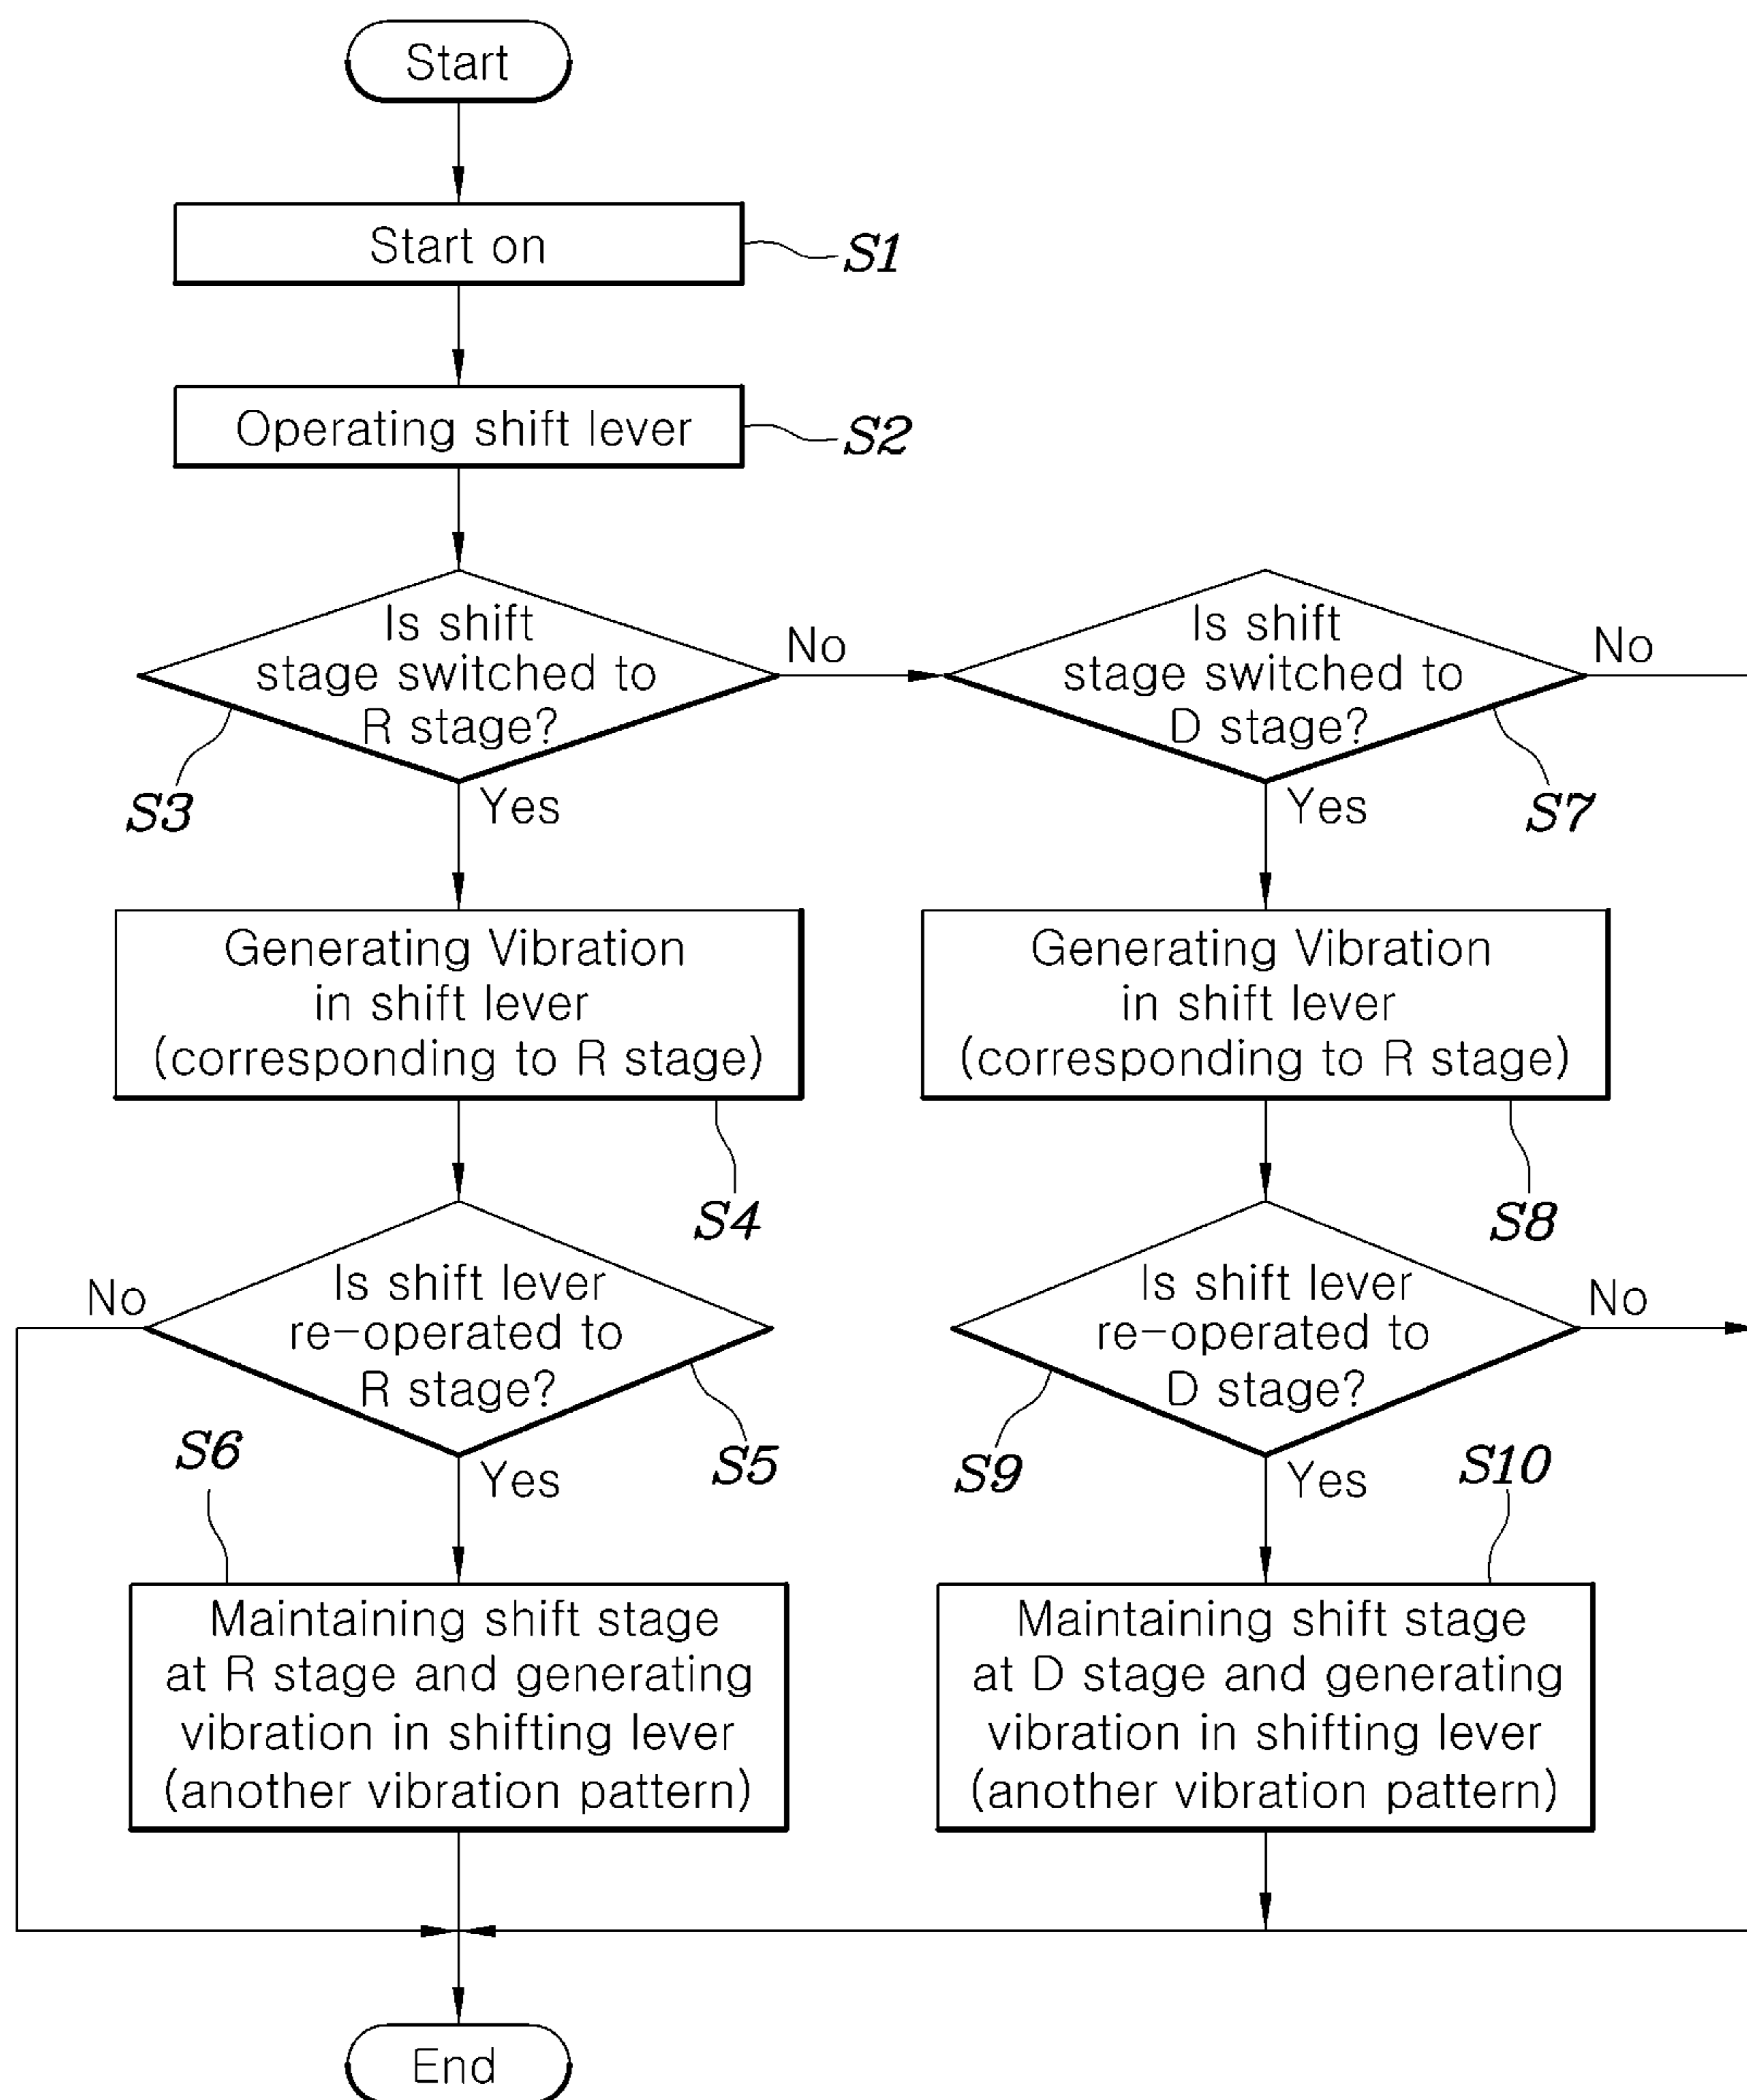 Start
Start on
S1
Operating shift lever
S2
Is shift
stage switched to
R stage?
No
S3
Yes
Is shift
stage switched to
D stage?
No
S7
Yes
Generating Vibration
in shift lever
(corresponding to R stage)
S4
Generating Vibration
in shift lever
(corresponding to R stage)
S8
No
Is shift lever
re-operated to
R stage?
S5
Yes
Is shift lever
re-operated to
D stage?
No
S9
Yes
S6
Maintaining shift stage
at R stage and generating
vibration in shifting lever
(another vibration pattern)
S10
Maintaining shift stage
at D stage and generating
vibration in shifting lever
(another vibration pattern)
End